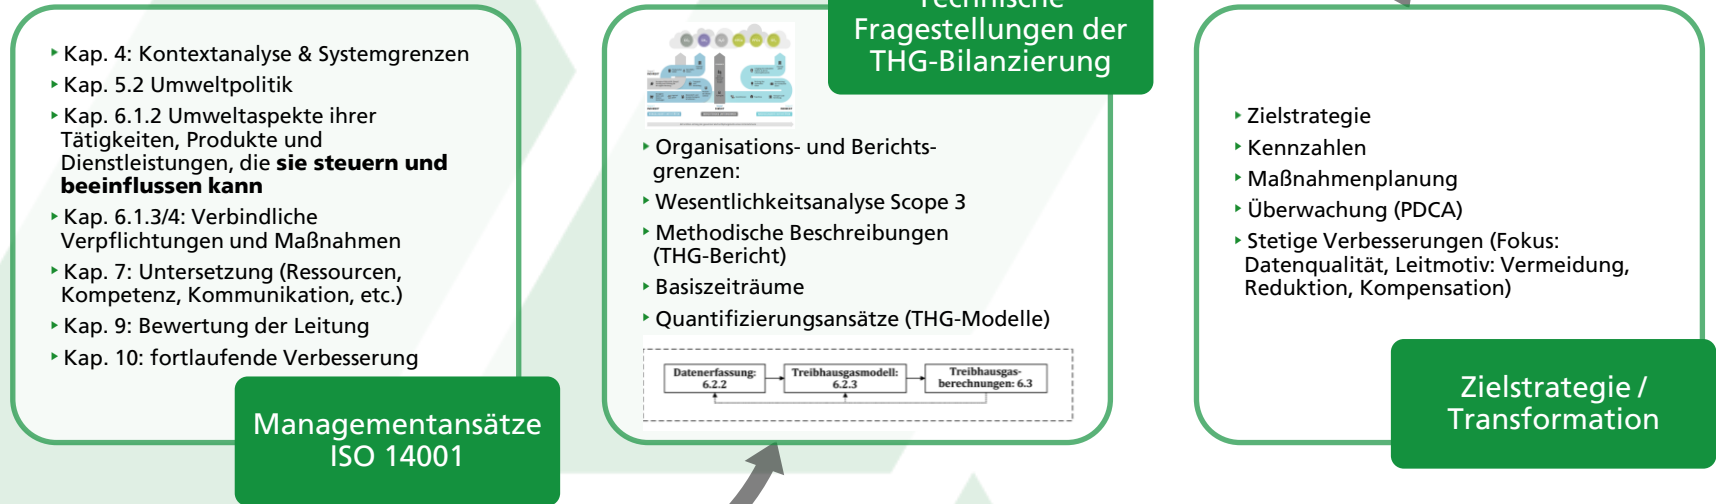 ‣ Kap. 4: Kontextanalyse & Systemgrenzen
‣ Kap. 5.2 Umweltpolitik
‣ Kap. 6.1.2 Umweltaspekte ihrer
Tätigkeiten, Produkte und
Dienstleistungen, die sie steuern und
beeinflussen kann
‣ Kap. 6.1.3/4: Verbindliche
Verpflichtungen und Maßnahmen
‣ Kap. 7: Untersetzung (Ressourcen,
Kompetenz, Kommunikation, etc.)
‣ Kap. 9: Bewertung der Leitung
‣ Kap. 10: fortlaufende Verbesserung
Managementansätze
ISO 14001
Technische
Fragestellungen der
THG-Bilanzierung
‣ Organisations- und Berichts-
grenzen:
‣ Wesentlichkeitsanalyse Scope 3
‣ Methodische Beschreibungen
(THG-Bericht)
‣ Basiszeiträume
‣ Quantifizierungsansätze (THG-Modelle)
Datenerfassung:
6.2.2
Treibhausgasmodell:
6.2.3
Treibhausgas-
berechnungen: 6.3
‣ Zielstrategie
‣ Kennzahlen
‣ Maßnahmenplanung
‣ Überwachung (PDCA)
‣ Stetige Verbesserungen (Fokus:
Datenqualität, Leitmotiv: Vermeidung,
Reduktion, Kompensation)
Zielstrategie /
Transformation